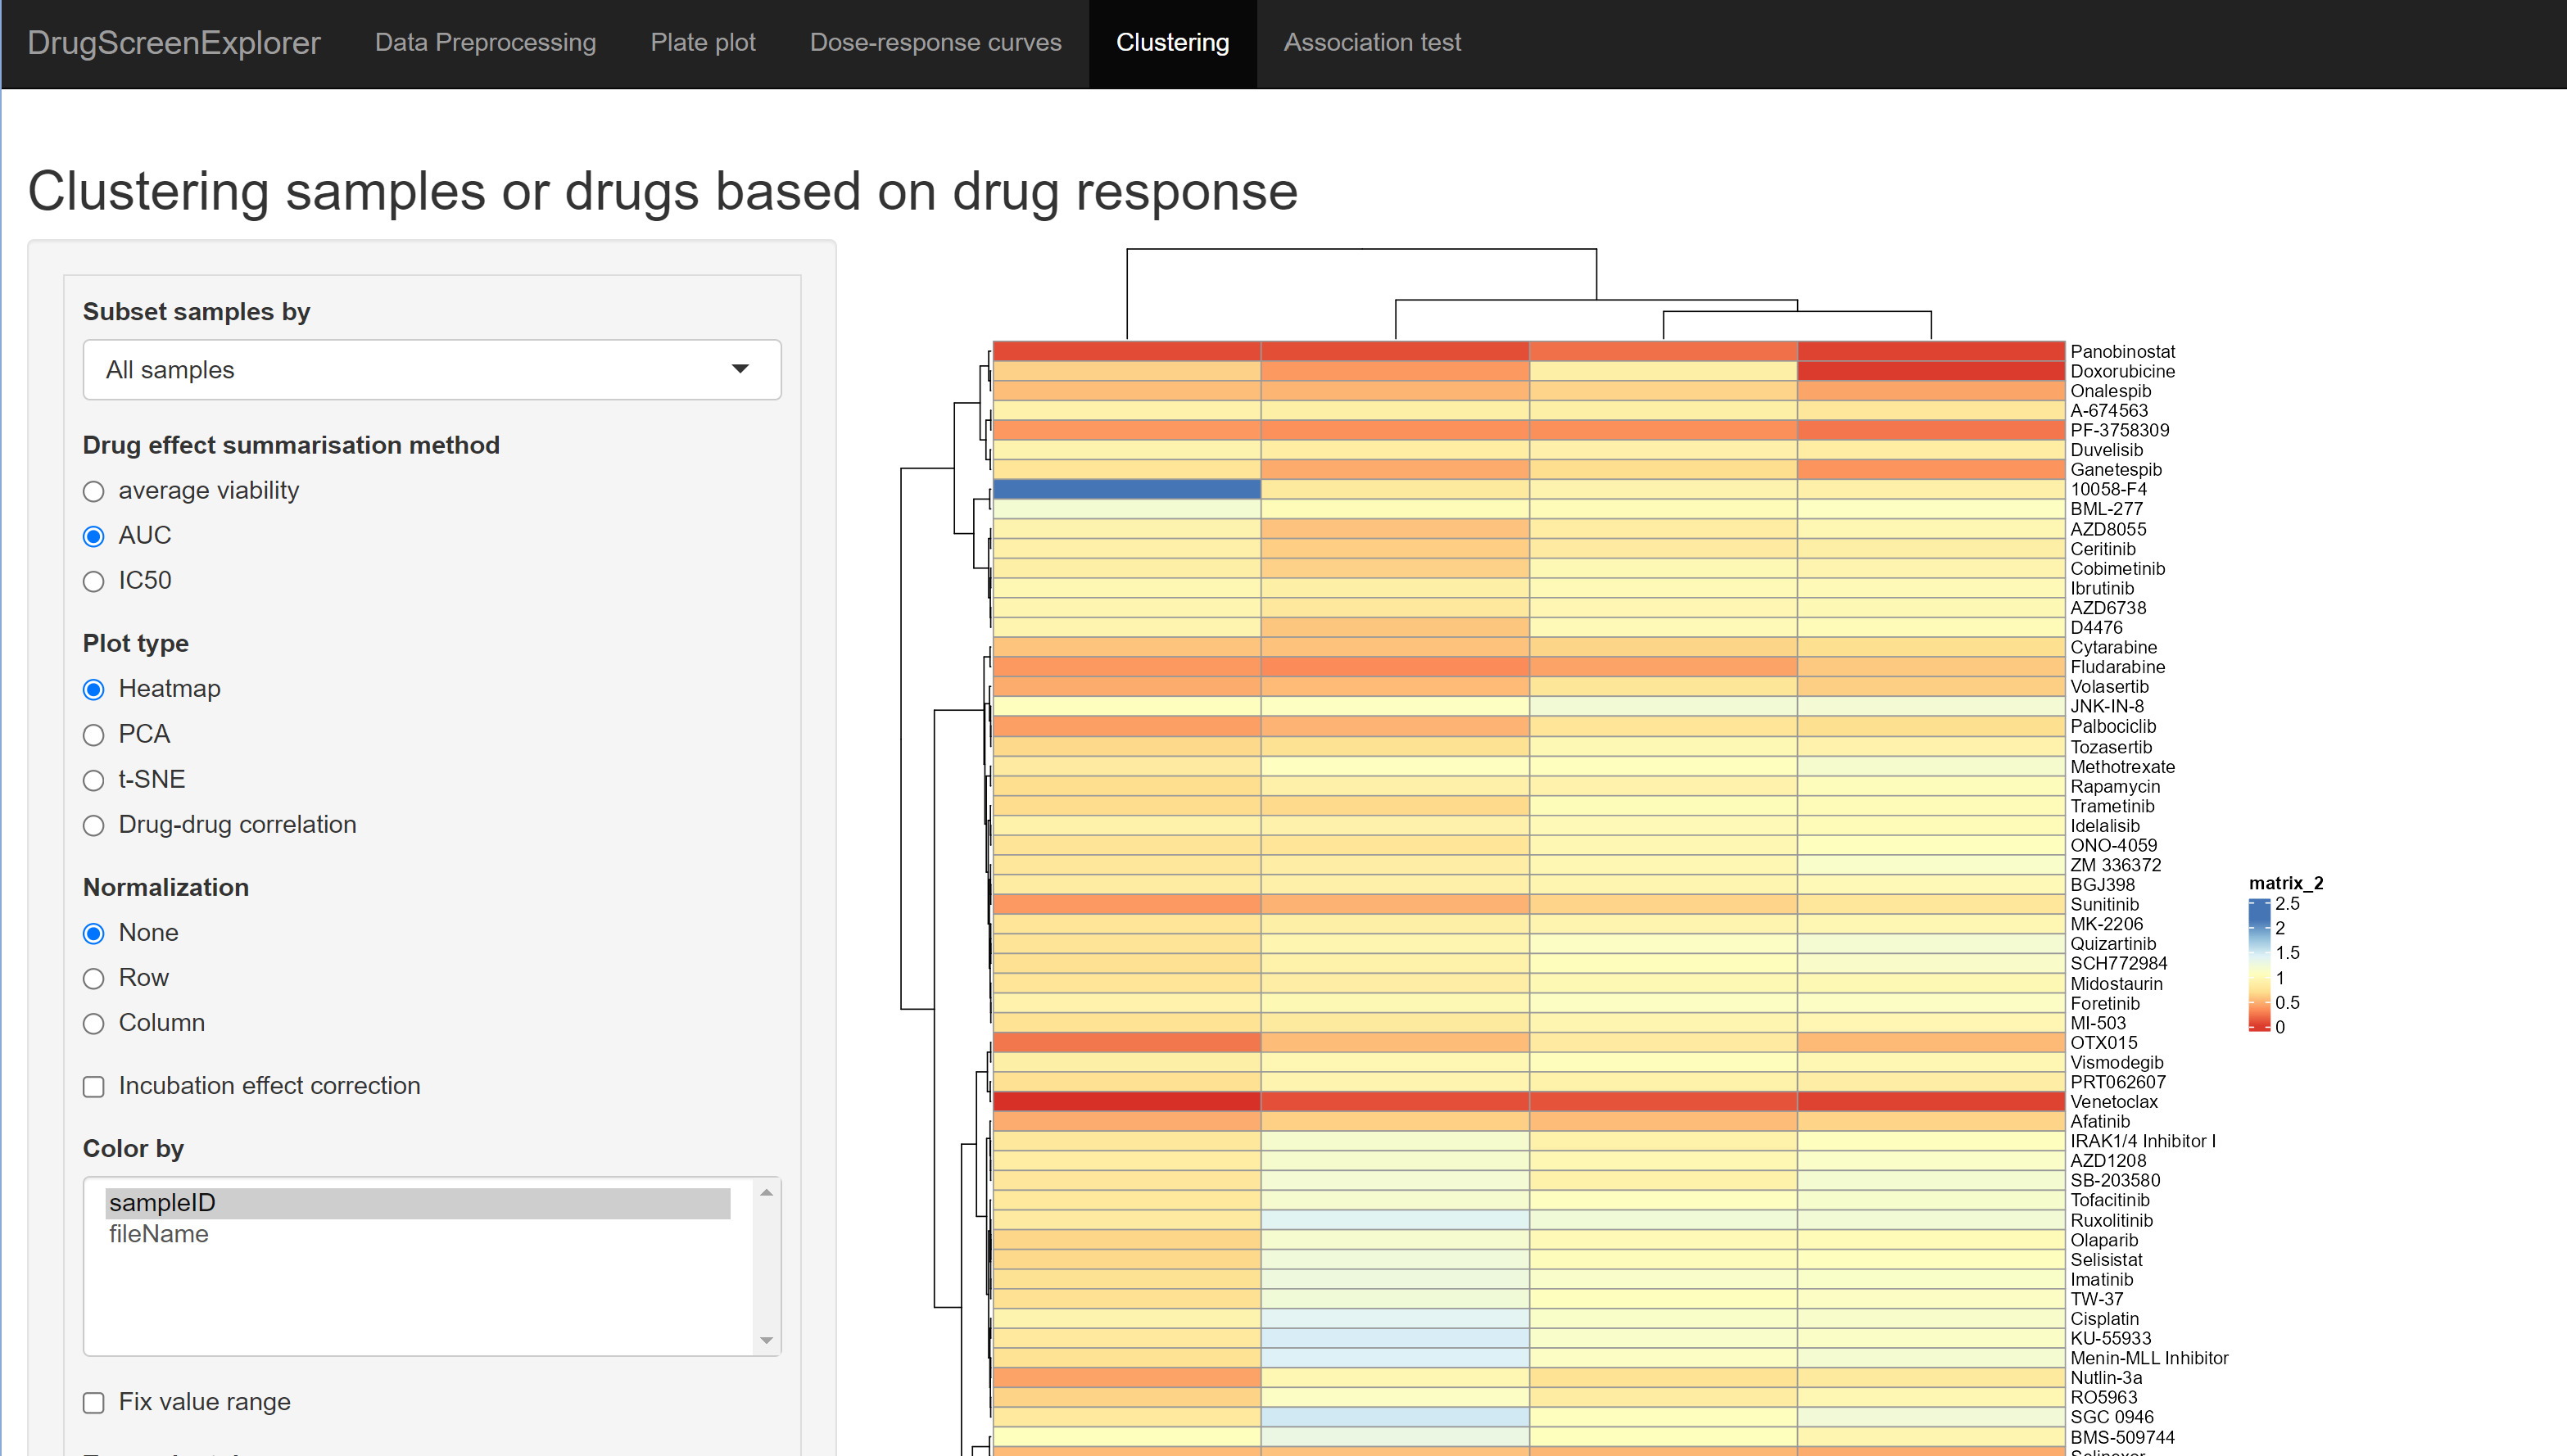 DrugScreenExplorer Data Preprocessing Plate plot Dose-response curves Clustering Association test
Clustering samples or drugs based on drug response
Subset samples by
All samples
Drug effect summarisation method
average viability
AUC
IC50
Plot type
Heatmap
PCA
t-SNE
Drug-drug correlation
Normalization
None
Row
Column
Incubation effect correction
Color by
sampleID
fileName
Fix value range
Panobinostat
Doxorubicine
Onalespib
A-674563
PF-3758309
Duvelisib
Ganetespib
10058-F4
BML-277
AZD8055
Ceritinib
Cobimetinib
Ibrutinib
AZD6738
D4476
Cytarabine
Fludarabine
Volasertib
JNK-IN-8
Palbociclib
Tozasertib
Methotrexate
Rapamycin
Trametinib
Idelalisib
ONO-4059
ZM 336372
BGJ398
Sunitinib
MK-2206
Quizartinib
SCH772984
Midostaurin
Foretinib
MI-503
OTX015
Vismodegib
PRT062607
Venetoclax
Afatinib
IRAK1/4 Inhibitor I
AZD1208
SB-203580
Tofacitinib
Ruxolitinib
Olaparib
Selisistat
Imatinib
TW-37
Cisplatin
KU-55933
Menin-MLL Inhibitor
Nutlin-3a
RO5963
SGC 0946
BMS-509744
matrix_2
2.5
2
1.5
1
0.5
0